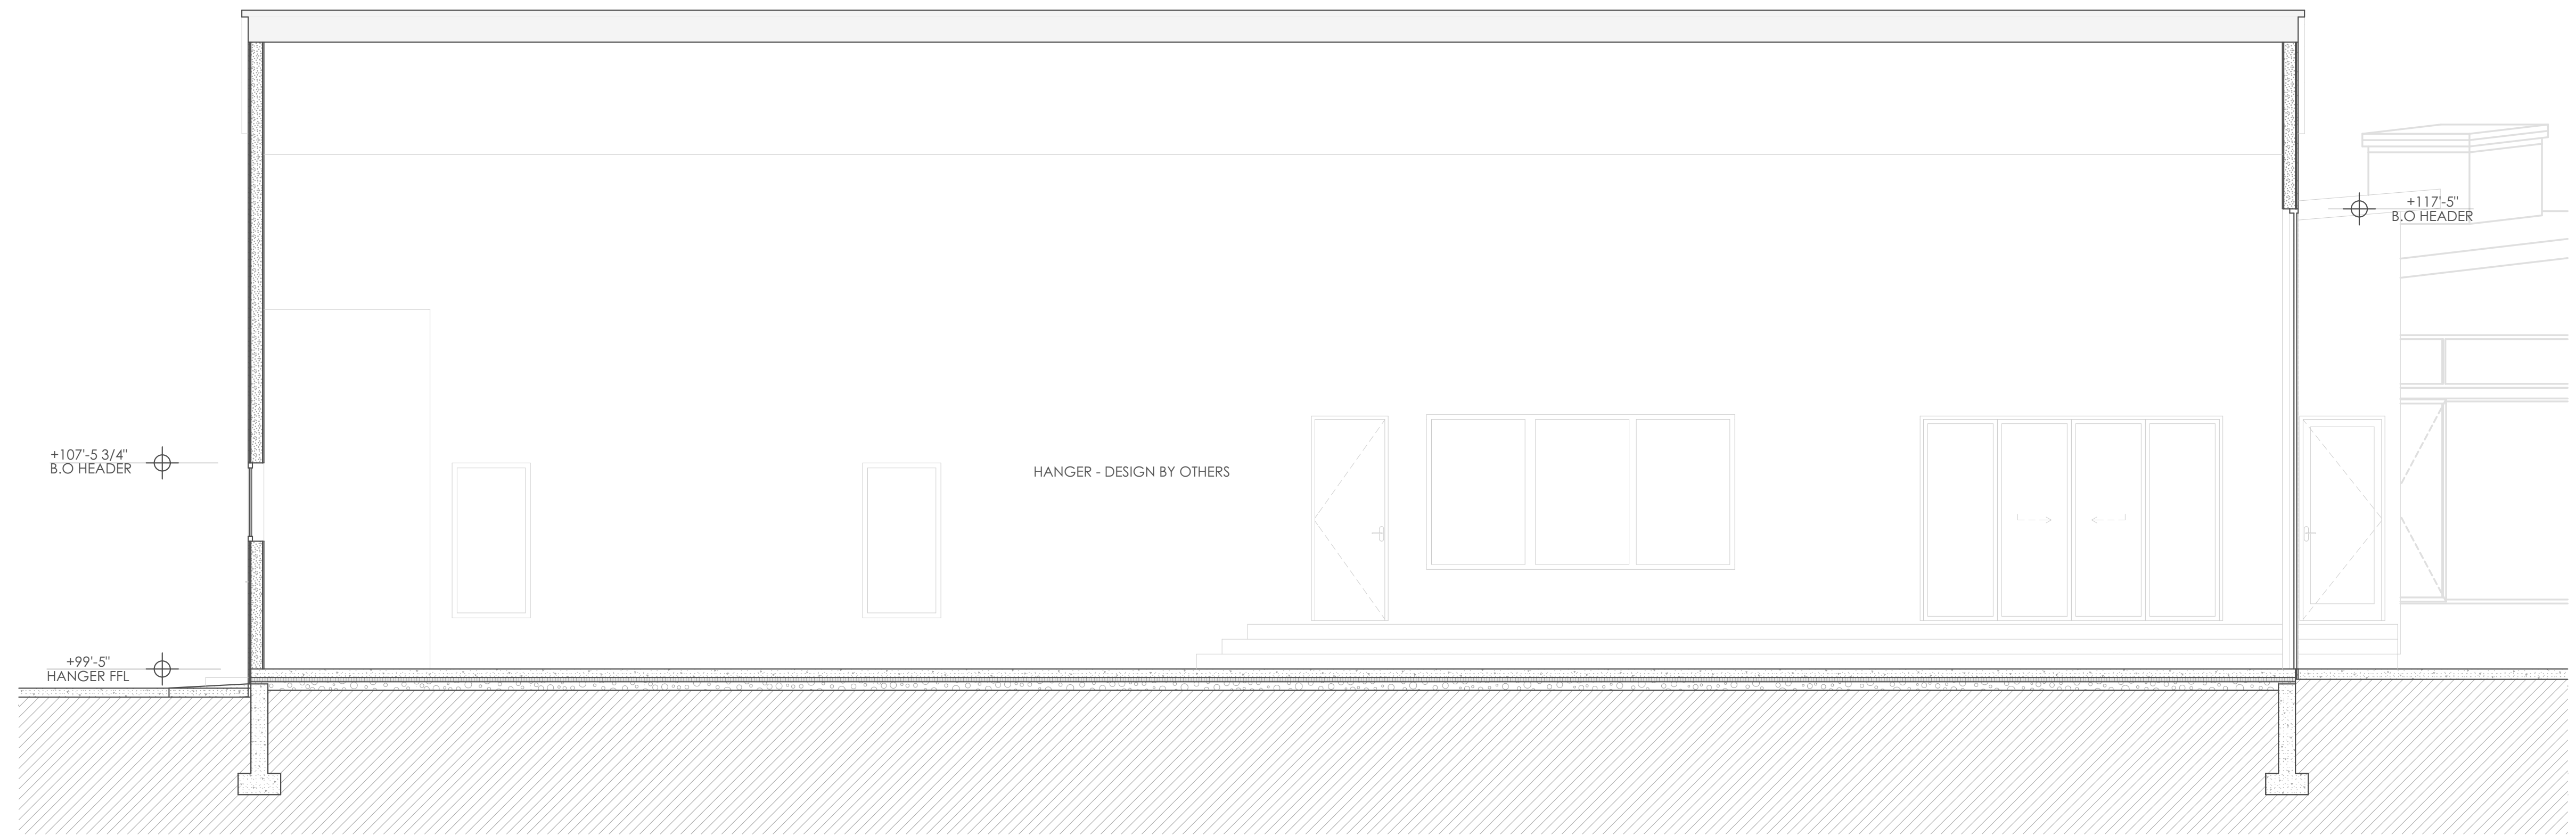 +117'-5"
B.O HEADER
+107'-5 3/4"
B.O HEADER
HANGER - DESIGN BY OTHERS
+99'-5"
HANGER FFL